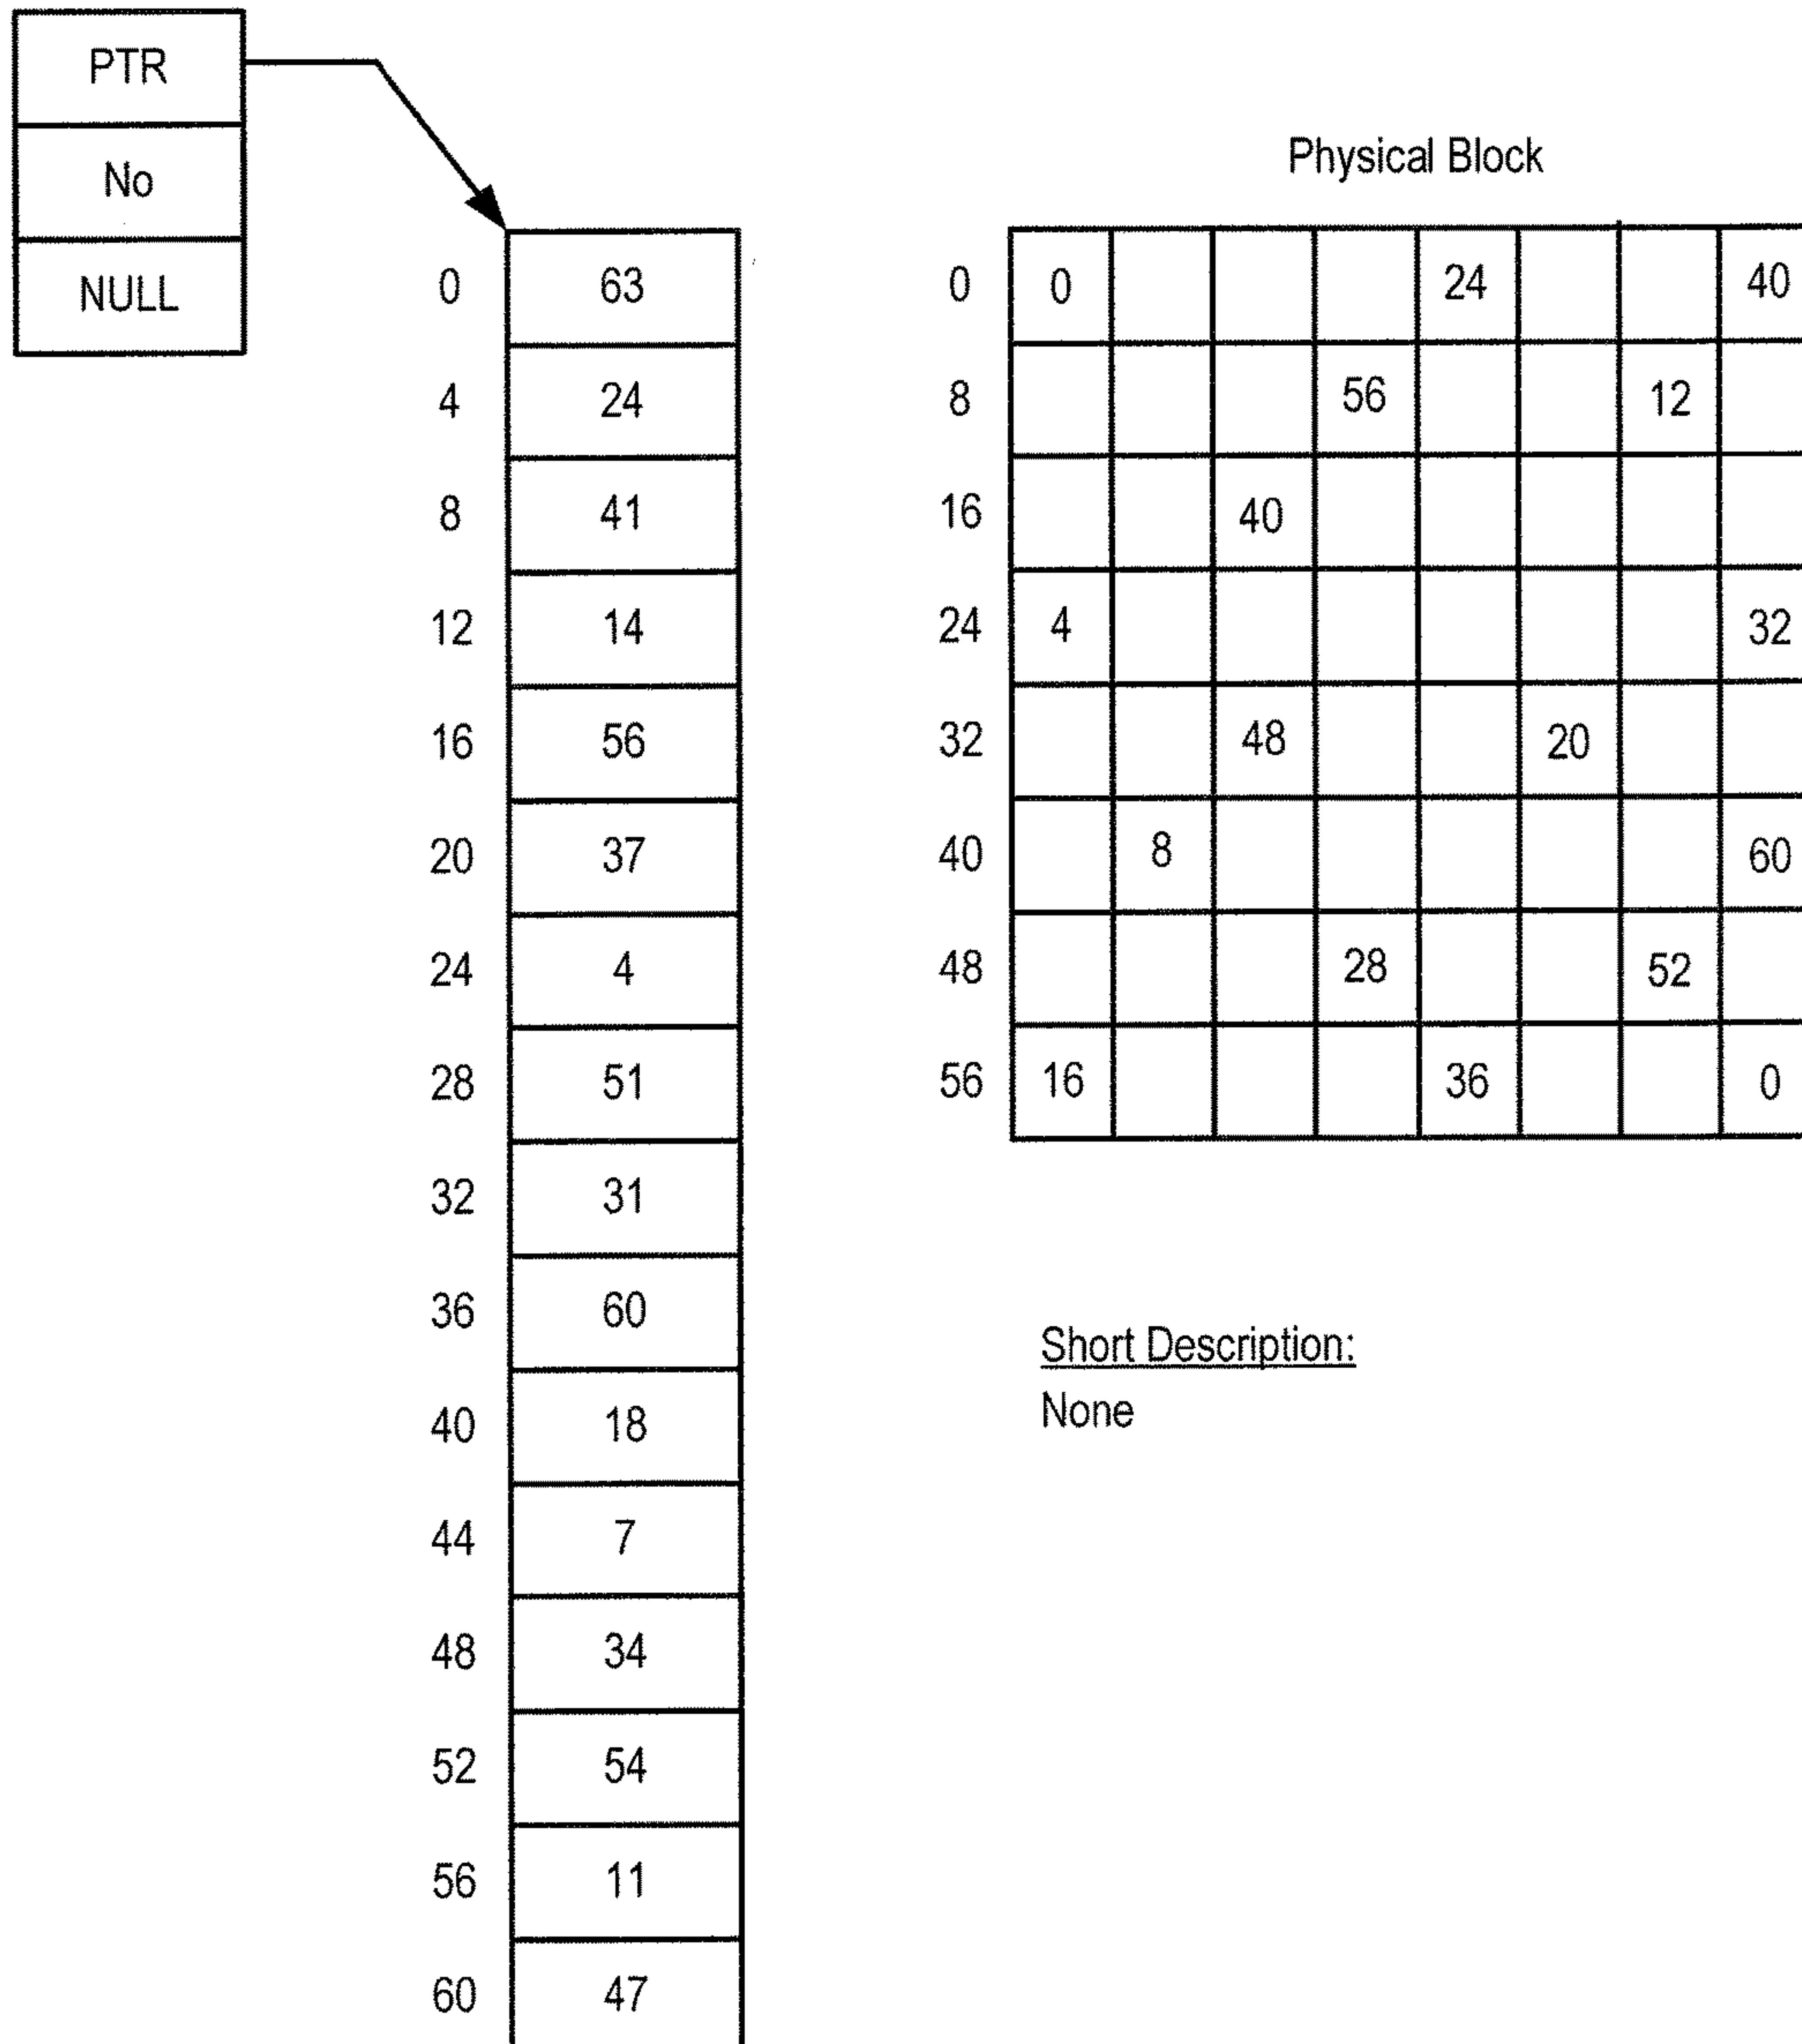 PTR
No
NULL
0 63
4 24
8 41
12 14
16 56
20 37
24 4
28 51
32 31
36 60
40 18
44 7
48 34
52 54
56 11
60 47
Physical Block
0 0 24 40
8 56 12
16 40
24 4 32
32 48 20
40 8 60
48 28 52
56 16 36 0
Short Description:
None